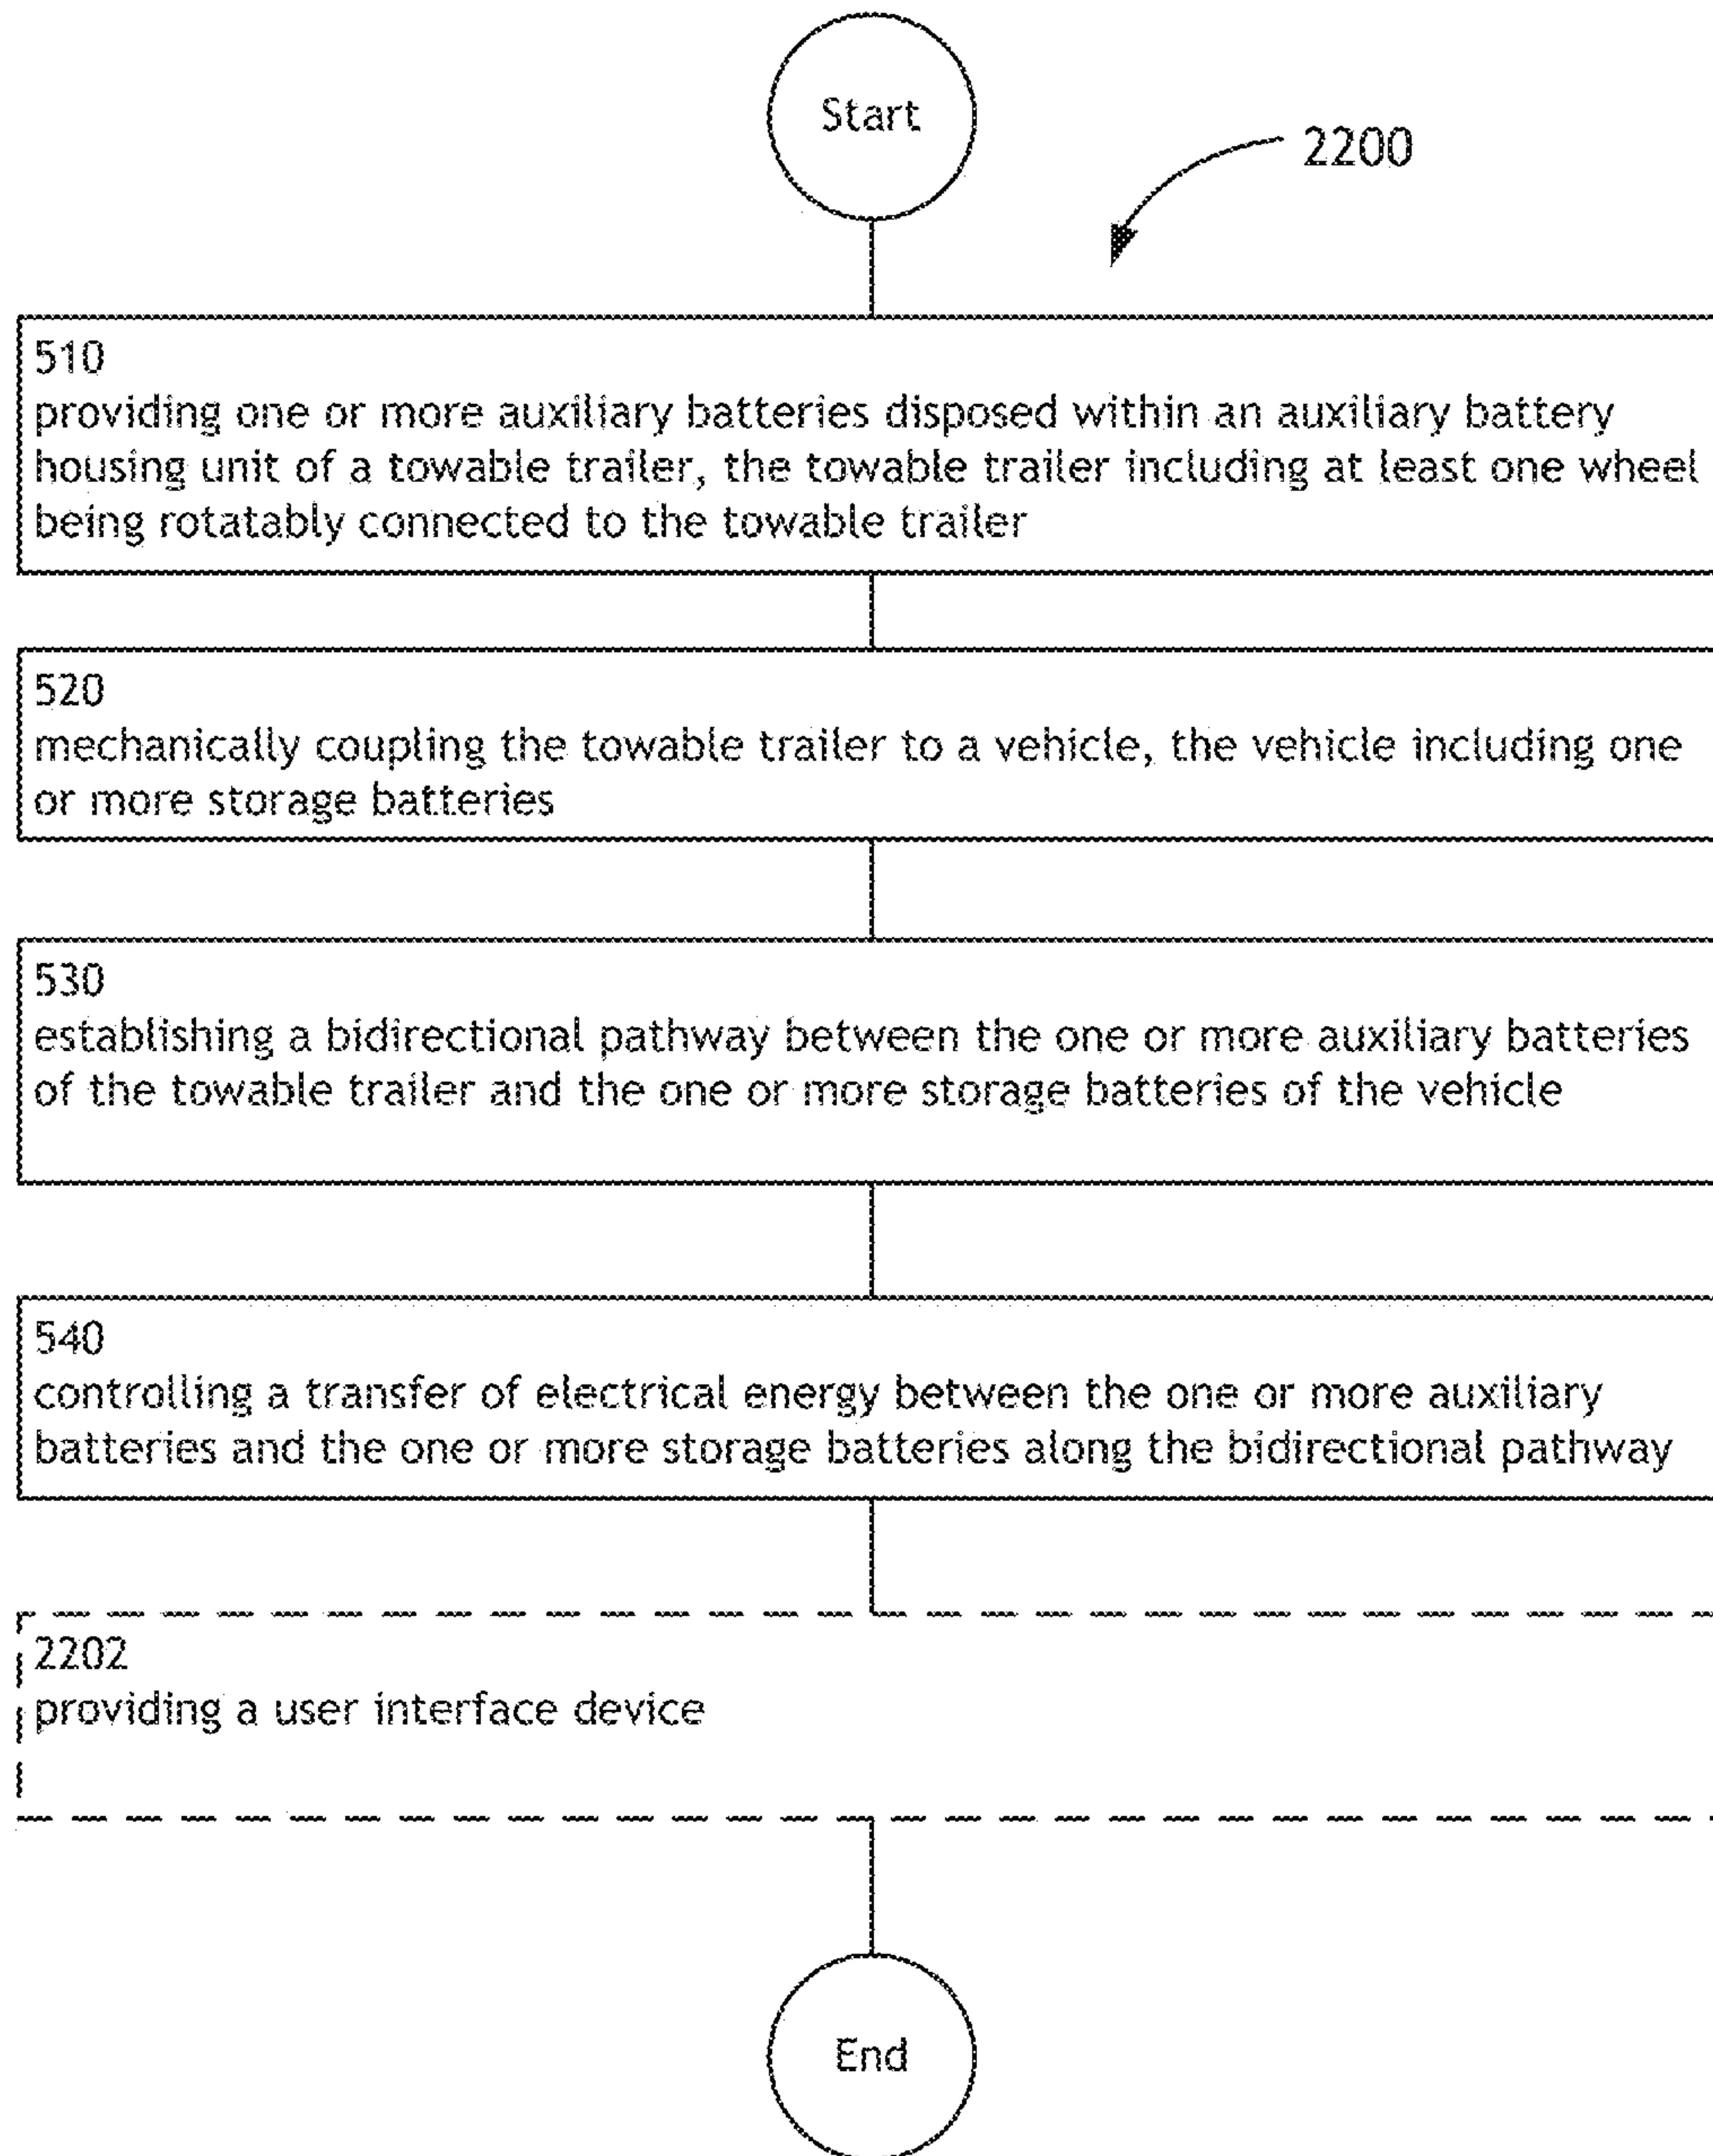 Start
2200
510
providing one or more auxiliary batteries disposed within an auxiliary battery
housing unit of a towable trailer, the towable trailer including at least one wheel
being rotatably connected to the towable trailer
520
mechanically coupling the towable trailer to a vehicle, the vehicle including one
or more storage batteries
530
establishing a bidirectional pathway between the one or more auxiliary batteries
of the towable trailer and the one or more storage batteries of the vehicle
540
controlling a transfer of electrical energy between the one or more auxiliary
batteries and the one or more storage batteries along the bidirectional pathway
2202
providing a user interface device
End